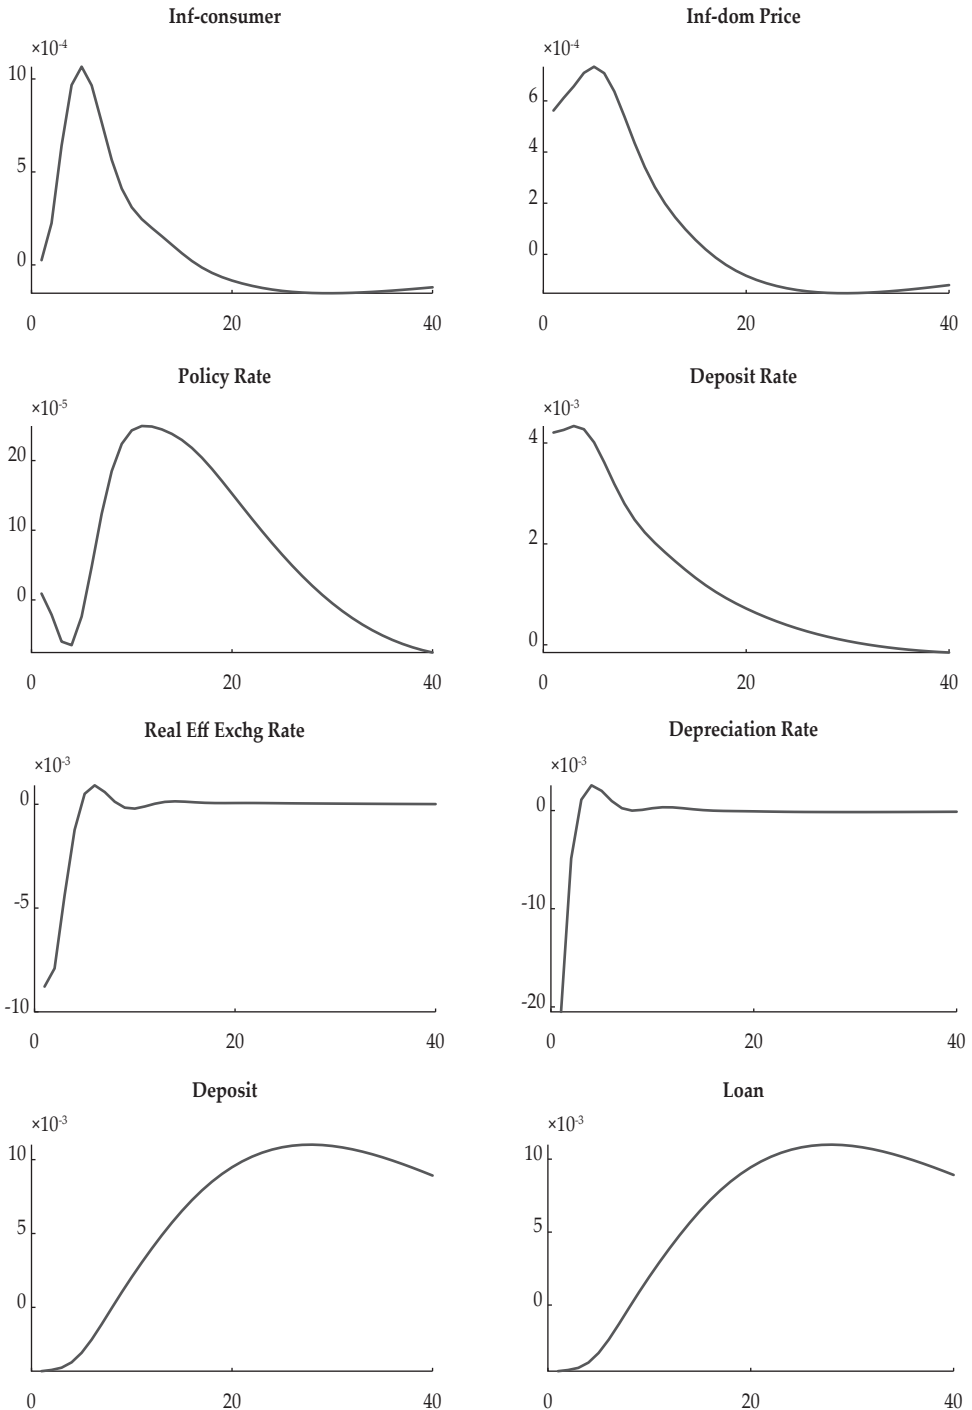 Inf-consumer
×10-4
10
5
0
0 20 40
Inf-dom Price
×10-4
6
4
2
0
0 20 40
Policy Rate
×10-5
20
10
0
0 20 40
Deposit Rate
×10-3
4
2
0
0 20 40
Real Eff Exchg Rate
×10-3
0
-5
-10
0 20 40
Depreciation Rate
×10-3
0
-10
-20
0 20 40
Deposit
×10-3
10
5
0
0 20 40
Loan
×10-3
10
5
0
0 20 40